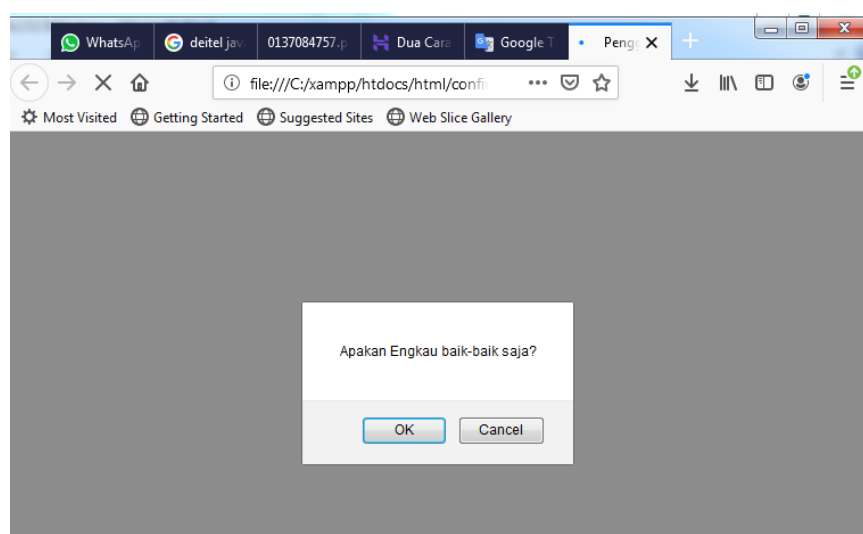 WhatsAp
deitel jav
0137084757.p
Dua Cara
Google T
Pengg
file:///C:/xampp/htdocs/html/confi
Most Visited Getting Started Suggested Sites Web Slice Gallery
Apakan Engkau baik-baik saja?
OK Cancel